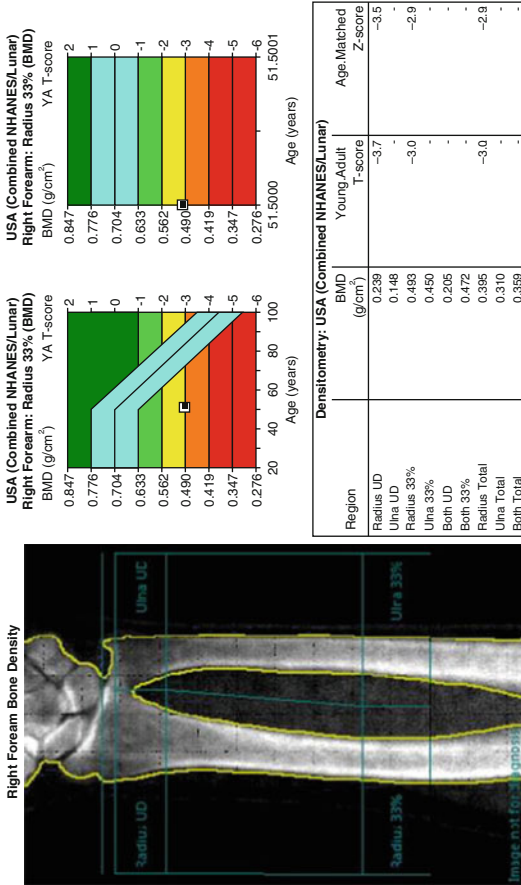 Right Foream Bone Density
Radius UD
Ulna UD
Radius 33%
Ulna 33%
Image not for diagnosis
USA (Combined NHANES/Lunar)
Right Forearm: Radius 33% (BMD)
BMD (g/cm²) YA T-score
0.847 2
0.776 1
0.704 0
0.633 -1
0.562 -2
0.490 -3
0.419 -4
0.347 -5
0.276 -6
20 40 60 80 100
Age (years)
USA (Combined NHANES/Lunar)
Right Forearm: Radius 33% (BMD)
BMD (g/cm²) YA T-score
0.847 2
0.776 1
0.704 0
0.633 -1
0.562 -2
0.490 -3
0.419 -4
0.347 -5
0.276 -6
51.5000 51.5001
Age (years)
Densitometry: USA (Combined NHANES/Lunar)
Region BMD (g/cm²) Young.Adult T-score Age.Matched Z-score
Radius UD 0.239 –3.7 –3.5
Ulna UD 0.148 - -
Radius 33% 0.493 –3.0 –2.9
Ulna 33% 0.450 - -
Both UD 0.205 - -
Both 33% 0.472 - -
Radius Total 0.395 –3.0 –2.9
Ulna Total 0.310 - -
Both Total 0.359 - -